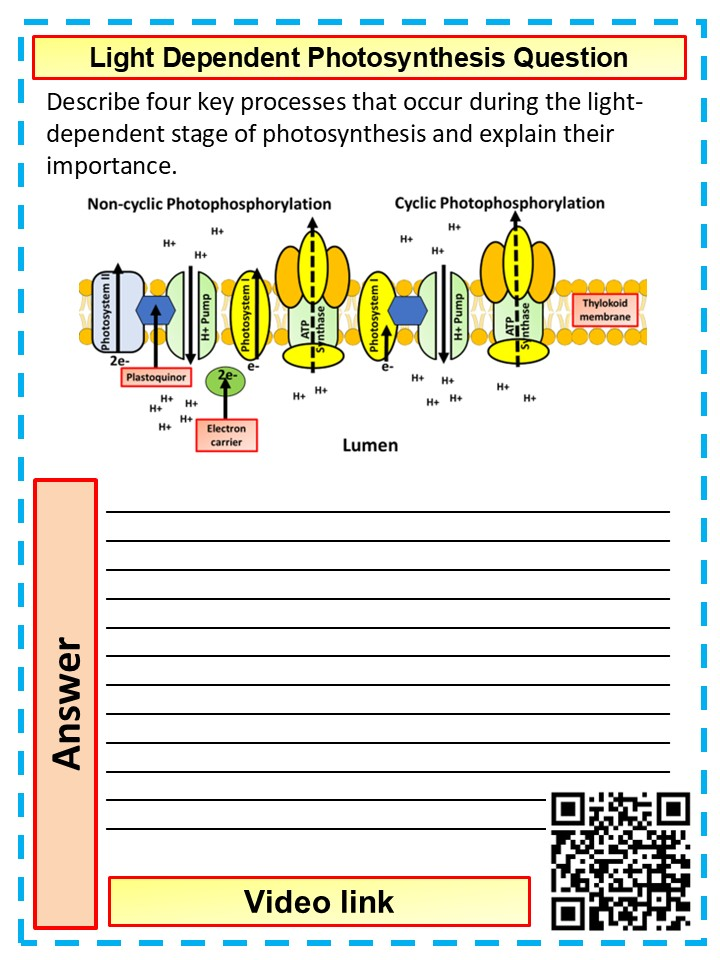 Light Dependent Photosynthesis Question
Describe four key processes that occur during the light-
dependent stage of photosynthesis and explain their
importance.
Non-cyclic Photophosphorylation
Cyclic Photophosphorylation
H+
H+
H+
H+
H+
H+
Photosystem II
H+ Pump
Photosystem I
ATP
Synthase
Photosystem I
H+ Pump
ATP
Synthase
Thylokoid
membrane
2e-
Plastoquinor
2e-
e-
e-
H+
H+
H+
H+
H+
H+
H+
H+
H+
H+
H+
H+
H+
Electron
carrier
Lumen
Answer
Video link